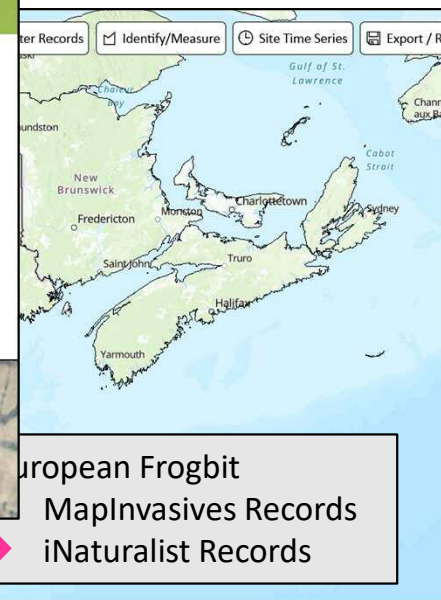 ter Records
Identify/Measure
Site Time Series
Export / R
Gulf of St.
Lawrence
Chaleur
Bay
Chann
aux Ba
undston
Cabot
Strait
New
Brunswick
Charlottetown
Sydney
Moncton
Fredericton
Saint John
Truro
Halifax
Yarmouth
uropean Frogbit
MapInvasives Records
iNaturalist Records